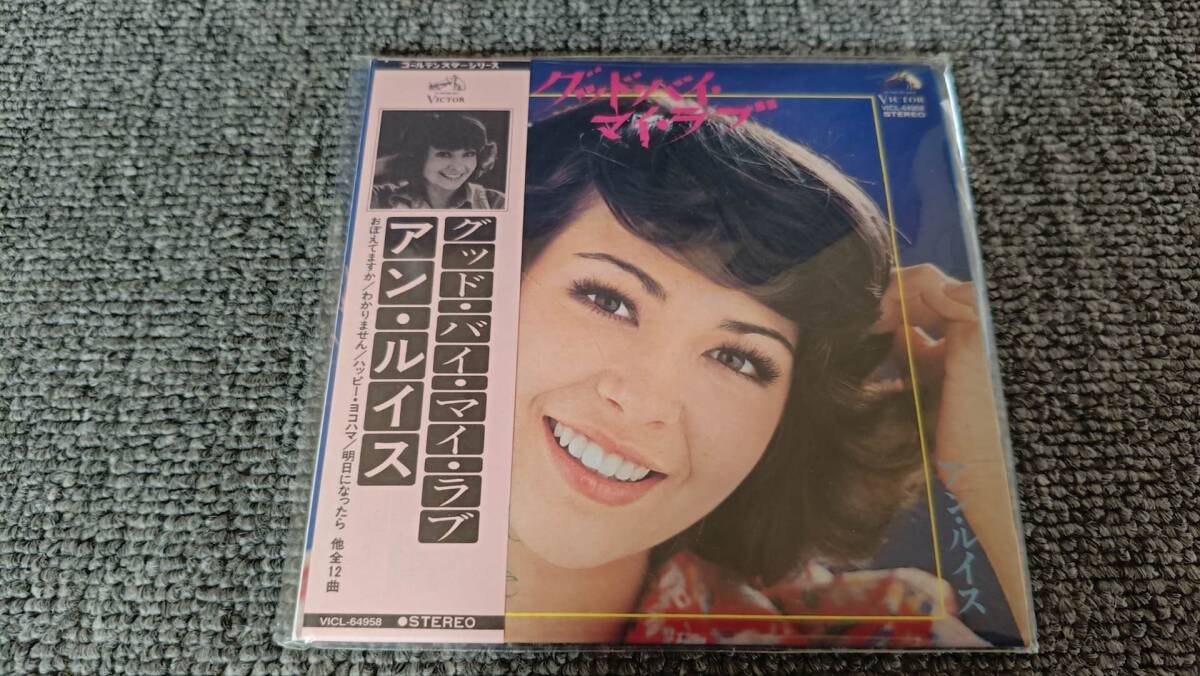 ゴールデンスターシリーズ
VICTOR
グッド・バイ・マイ・ラブ
アン・ルイス
おぼえてますか/わかりません/ハッピー・ヨコハマ/明日になったら 他全12曲
VICL-64958 ●STEREO
グッド・バイ・
マイ・ラブ
VICTOR
VICL-64958
STEREO
アン・ルイス